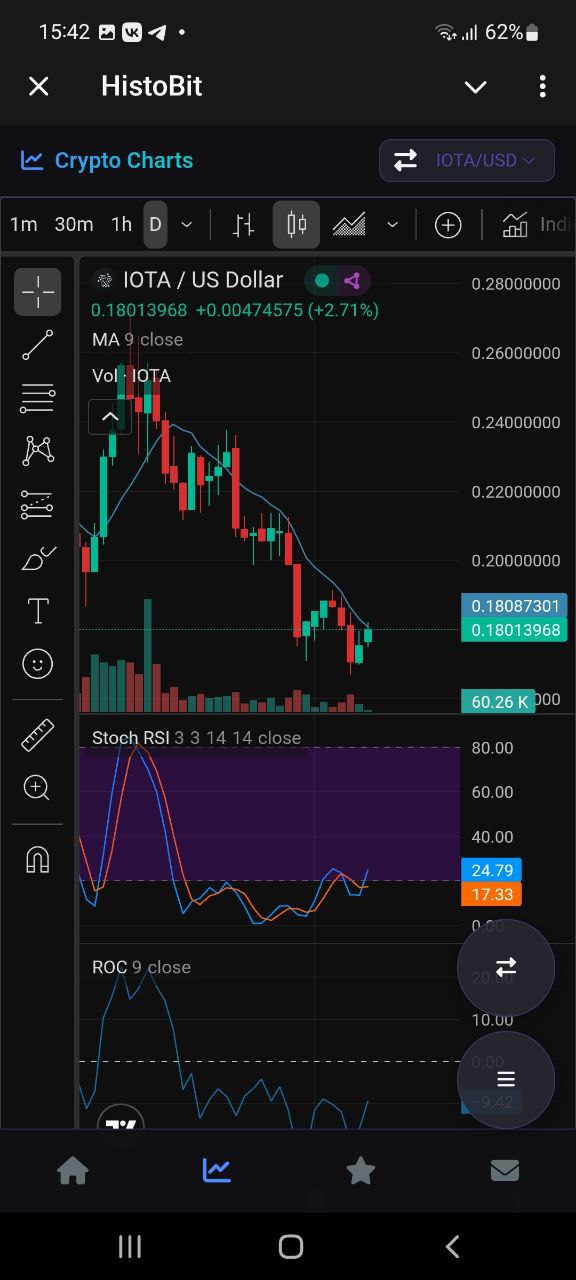 15:42 62%
HistoBit
Crypto Charts IOTA/USD
1m 30m 1h D Indi
IOTA / US Dollar
0.18013968 +0.00474575 (+2.71%)
MA 9 close
Vol · IOTA
0.28000000
0.26000000
0.24000000
0.22000000
0.20000000
0.18087301
0.18013968
60.26 K 000
Stoch RSI 3 3 14 14 close
80.00
60.00
40.00
24.79
17.33
0.00
ROC 9 close
20.00
10.00
0.00
−9.42